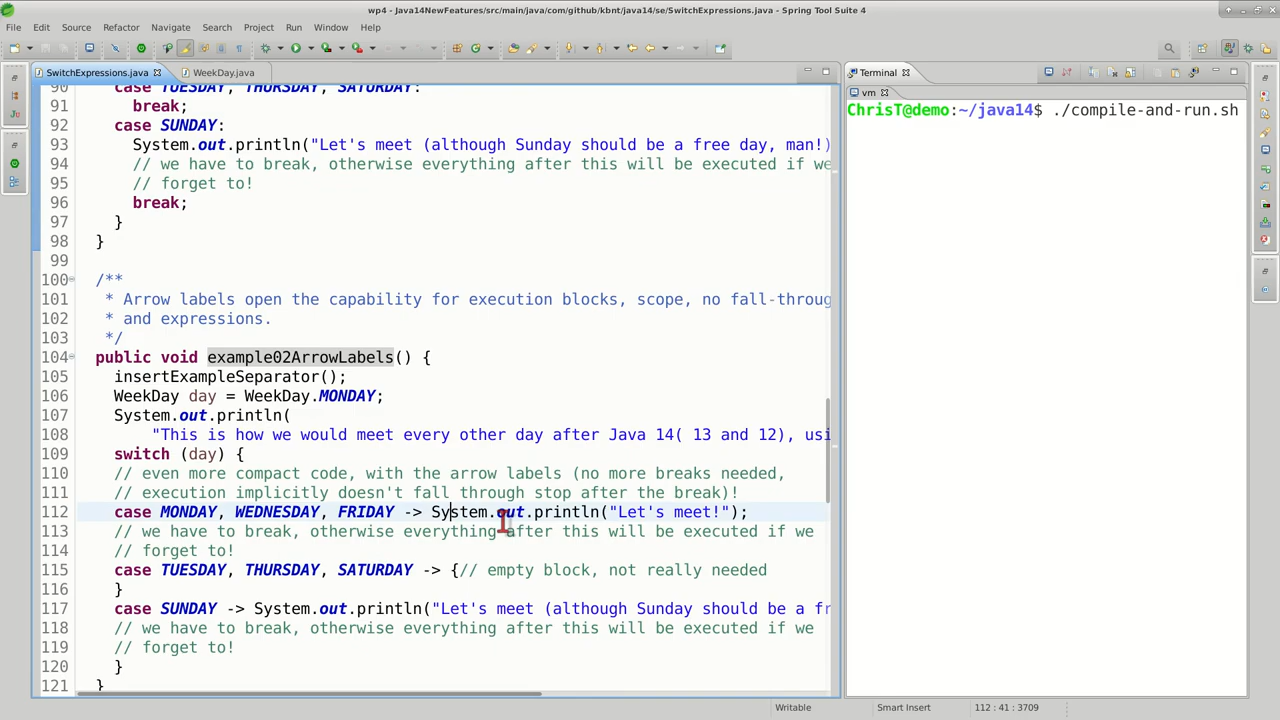 wp4 - Java14NewFeatures/src/main/java/com/github/kbnt/java14/se/SwitchExpressions.java - Spring Tool Suite 4
File Edit Source Refactor Navigate Search Project Run Window Help
SwitchExpressions.java
WeekDay.java
90 case TUESDAY, THURSDAY, SATURDAY:
91 break;
92 case SUNDAY:
93 System.out.println("Let's meet (although Sunday should be a free day, man!)
94 // we have to break, otherwise everything after this will be executed if we
95 // forget to!
96 break;
97 }
98 }
99
100 /**
101 * Arrow labels open the capability for execution blocks, scope, no fall-throug
102 * and expressions.
103 */
104 public void example02ArrowLabels() {
105 insertExampleSeparator();
106 WeekDay day = WeekDay.MONDAY;
107 System.out.println(
108 "This is how we would meet every other day after Java 14( 13 and 12), usi
109 switch (day) {
110 // even more compact code, with the arrow labels (no more breaks needed,
111 // execution implicitly doesn't fall through stop after the break)!
112 case MONDAY, WEDNESDAY, FRIDAY -> System.out.println("Let's meet!");
113 // we have to break, otherwise everything after this will be executed if we
114 // forget to!
115 case TUESDAY, THURSDAY, SATURDAY -> {// empty block, not really needed
116 }
117 case SUNDAY -> System.out.println("Let's meet (although Sunday should be a fr
118 // we have to break, otherwise everything after this will be executed if we
119 // forget to!
120 }
121 }
Terminal
vm
ChrisT@demo:~/java14$ ./compile-and-run.sh
Writable Smart Insert 112 : 41 : 3709